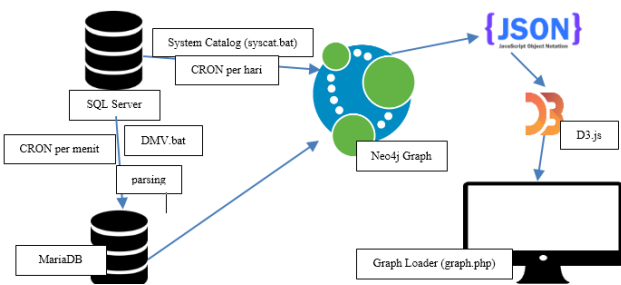 System Catalog (syscat.bat)
CRON per hari
{JSON}
JavaScript Object Notation
SQL Server
CRON per menit
DMV.bat
parsing
Neo4j Graph
D3.js
MariaDB
Graph Loader (graph.php)